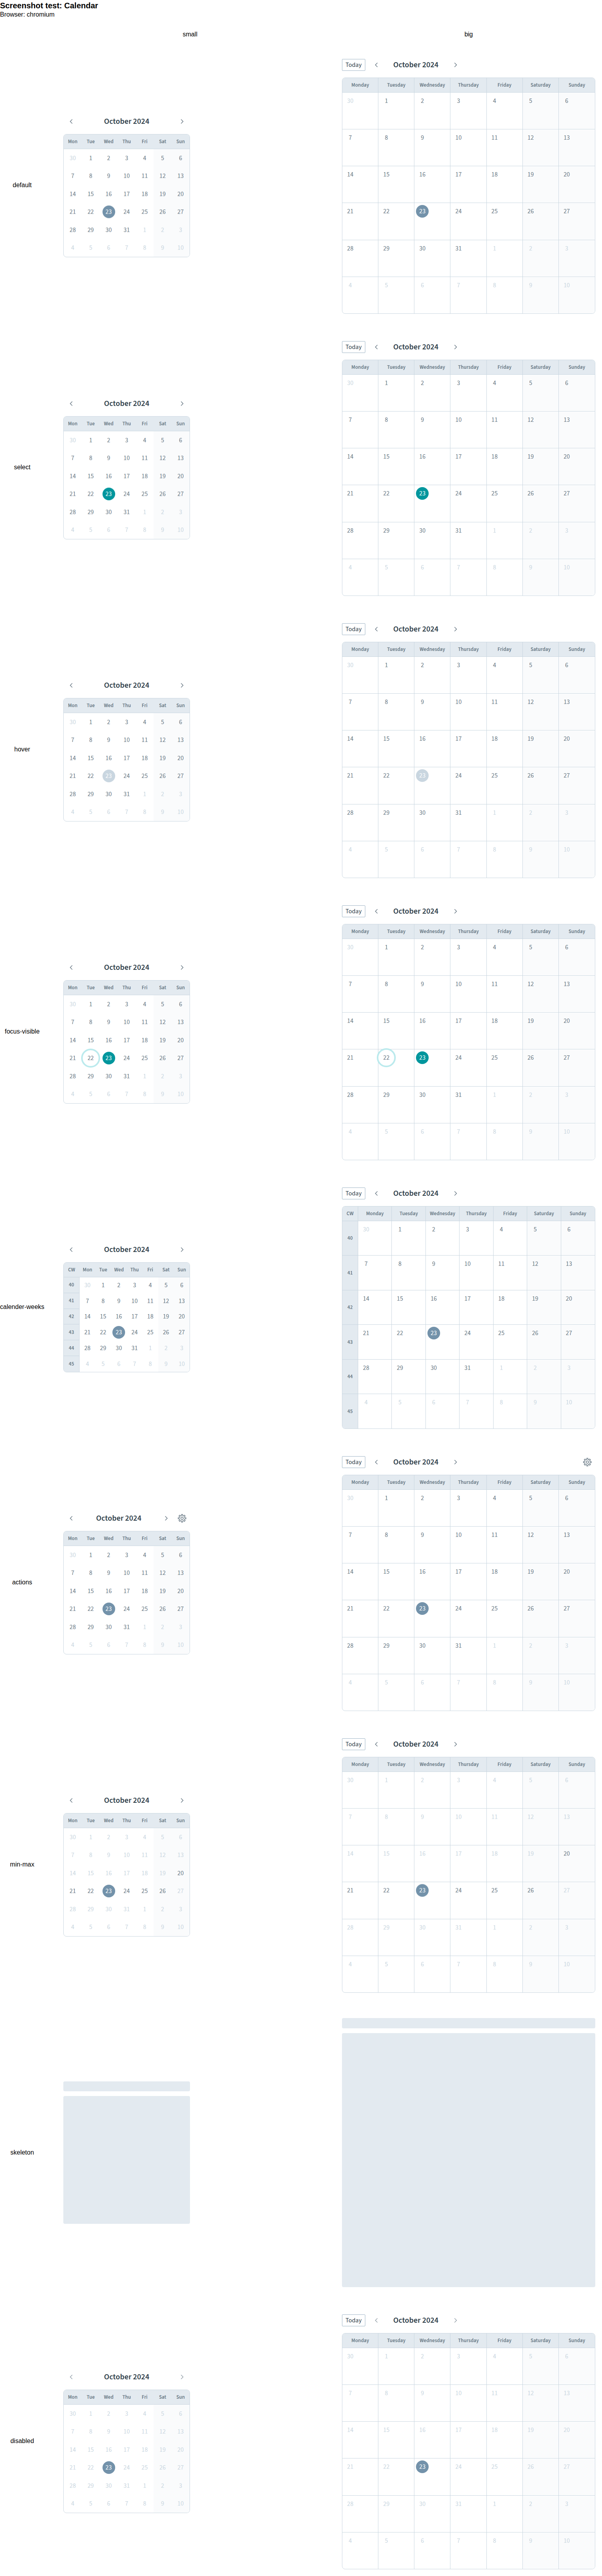 Screenshot test: Calendar
Browser: chromium
small
big
default
October 2024
Mon Tue Wed Thu Fri Sat Sun
30 1 2 3 4 5 6
7 8 9 10 11 12 13
14 15 16 17 18 19 20
21 22 23 24 25 26 27
28 29 30 31 1 2 3
4 5 6 7 8 9 10
Today October 2024
Monday Tuesday Wednesday Thursday Friday Saturday Sunday
30 1 2 3 4 5 6
7 8 9 10 11 12 13
14 15 16 17 18 19 20
21 22 23 24 25 26 27
28 29 30 31 1 2 3
4 5 6 7 8 9 10
select
October 2024
Mon Tue Wed Thu Fri Sat Sun
30 1 2 3 4 5 6
7 8 9 10 11 12 13
14 15 16 17 18 19 20
21 22 23 24 25 26 27
28 29 30 31 1 2 3
4 5 6 7 8 9 10
Today October 2024
Monday Tuesday Wednesday Thursday Friday Saturday Sunday
30 1 2 3 4 5 6
7 8 9 10 11 12 13
14 15 16 17 18 19 20
21 22 23 24 25 26 27
28 29 30 31 1 2 3
4 5 6 7 8 9 10
hover
October 2024
Mon Tue Wed Thu Fri Sat Sun
30 1 2 3 4 5 6
7 8 9 10 11 12 13
14 15 16 17 18 19 20
21 22 23 24 25 26 27
28 29 30 31 1 2 3
4 5 6 7 8 9 10
Today October 2024
Monday Tuesday Wednesday Thursday Friday Saturday Sunday
30 1 2 3 4 5 6
7 8 9 10 11 12 13
14 15 16 17 18 19 20
21 22 23 24 25 26 27
28 29 30 31 1 2 3
4 5 6 7 8 9 10
focus-visible
October 2024
Mon Tue Wed Thu Fri Sat Sun
30 1 2 3 4 5 6
7 8 9 10 11 12 13
14 15 16 17 18 19 20
21 22 23 24 25 26 27
28 29 30 31 1 2 3
4 5 6 7 8 9 10
Today October 2024
Monday Tuesday Wednesday Thursday Friday Saturday Sunday
30 1 2 3 4 5 6
7 8 9 10 11 12 13
14 15 16 17 18 19 20
21 22 23 24 25 26 27
28 29 30 31 1 2 3
4 5 6 7 8 9 10
calender-weeks
October 2024
CW Mon Tue Wed Thu Fri Sat Sun
40 30 1 2 3 4 5 6
41 7 8 9 10 11 12 13
42 14 15 16 17 18 19 20
43 21 22 23 24 25 26 27
44 28 29 30 31 1 2 3
45 4 5 6 7 8 9 10
Today October 2024
CW Monday Tuesday Wednesday Thursday Friday Saturday Sunday
40 30 1 2 3 4 5 6
41 7 8 9 10 11 12 13
42 14 15 16 17 18 19 20
43 21 22 23 24 25 26 27
44 28 29 30 31 1 2 3
45 4 5 6 7 8 9 10
actions
October 2024
Mon Tue Wed Thu Fri Sat Sun
30 1 2 3 4 5 6
7 8 9 10 11 12 13
14 15 16 17 18 19 20
21 22 23 24 25 26 27
28 29 30 31 1 2 3
4 5 6 7 8 9 10
Today October 2024
Monday Tuesday Wednesday Thursday Friday Saturday Sunday
30 1 2 3 4 5 6
7 8 9 10 11 12 13
14 15 16 17 18 19 20
21 22 23 24 25 26 27
28 29 30 31 1 2 3
4 5 6 7 8 9 10
min-max
October 2024
Mon Tue Wed Thu Fri Sat Sun
30 1 2 3 4 5 6
7 8 9 10 11 12 13
14 15 16 17 18 19 20
21 22 23 24 25 26 27
28 29 30 31 1 2 3
4 5 6 7 8 9 10
Today October 2024
Monday Tuesday Wednesday Thursday Friday Saturday Sunday
30 1 2 3 4 5 6
7 8 9 10 11 12 13
14 15 16 17 18 19 20
21 22 23 24 25 26 27
28 29 30 31 1 2 3
4 5 6 7 8 9 10
skeleton
disabled
October 2024
Mon Tue Wed Thu Fri Sat Sun
30 1 2 3 4 5 6
7 8 9 10 11 12 13
14 15 16 17 18 19 20
21 22 23 24 25 26 27
28 29 30 31 1 2 3
4 5 6 7 8 9 10
Today October 2024
Monday Tuesday Wednesday Thursday Friday Saturday Sunday
30 1 2 3 4 5 6
7 8 9 10 11 12 13
14 15 16 17 18 19 20
21 22 23 24 25 26 27
28 29 30 31 1 2 3
4 5 6 7 8 9 10